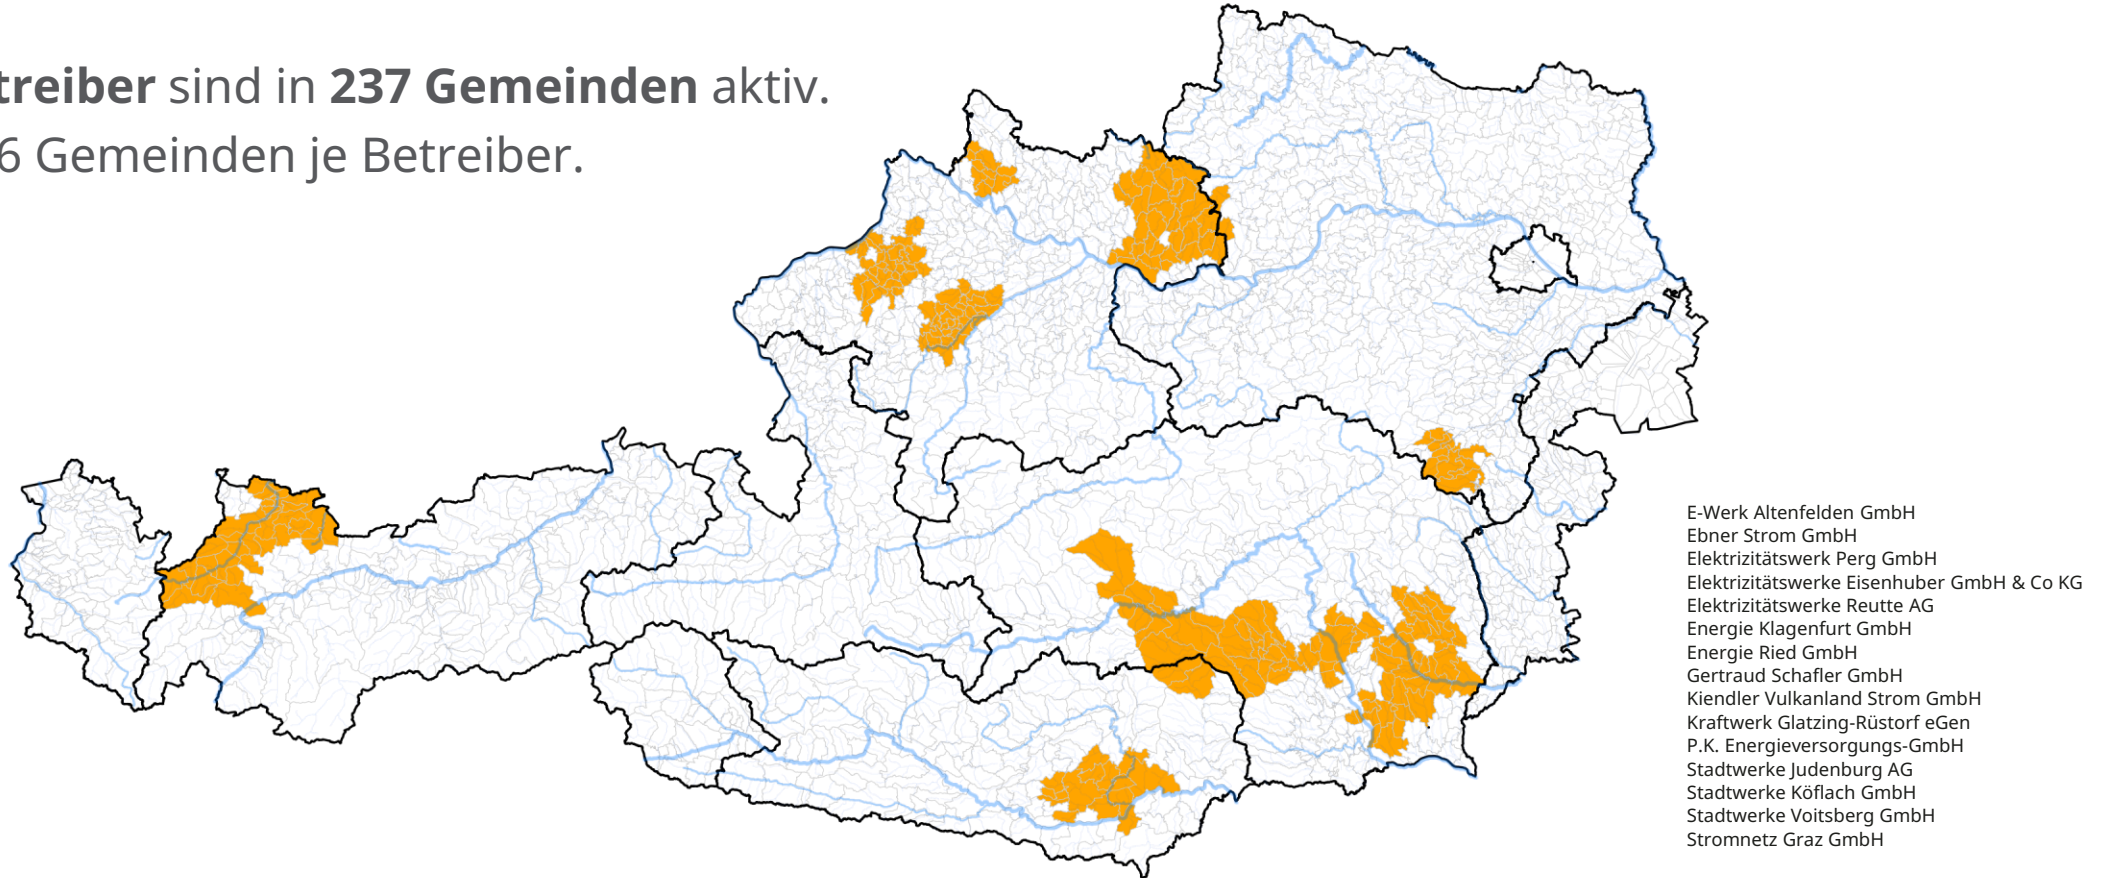 treiber sind in 237 Gemeinden aktiv.
6 Gemeinden je Betreiber.
E-Werk Altenfelden GmbH
Ebner Strom GmbH
Elektrizitätswerk Perg GmbH
Elektrizitätswerke Eisenhuber GmbH & Co KG
Elektrizitätswerke Reutte AG
Energie Klagenfurt GmbH
Energie Ried GmbH
Gertraud Schafler GmbH
Kiendler Vulkanland Strom GmbH
Kraftwerk Glatzing-Rüstorf eGen
P.K. Energieversorgungs-GmbH
Stadtwerke Judenburg AG
Stadtwerke Köflach GmbH
Stadtwerke Voitsberg GmbH
Stromnetz Graz GmbH